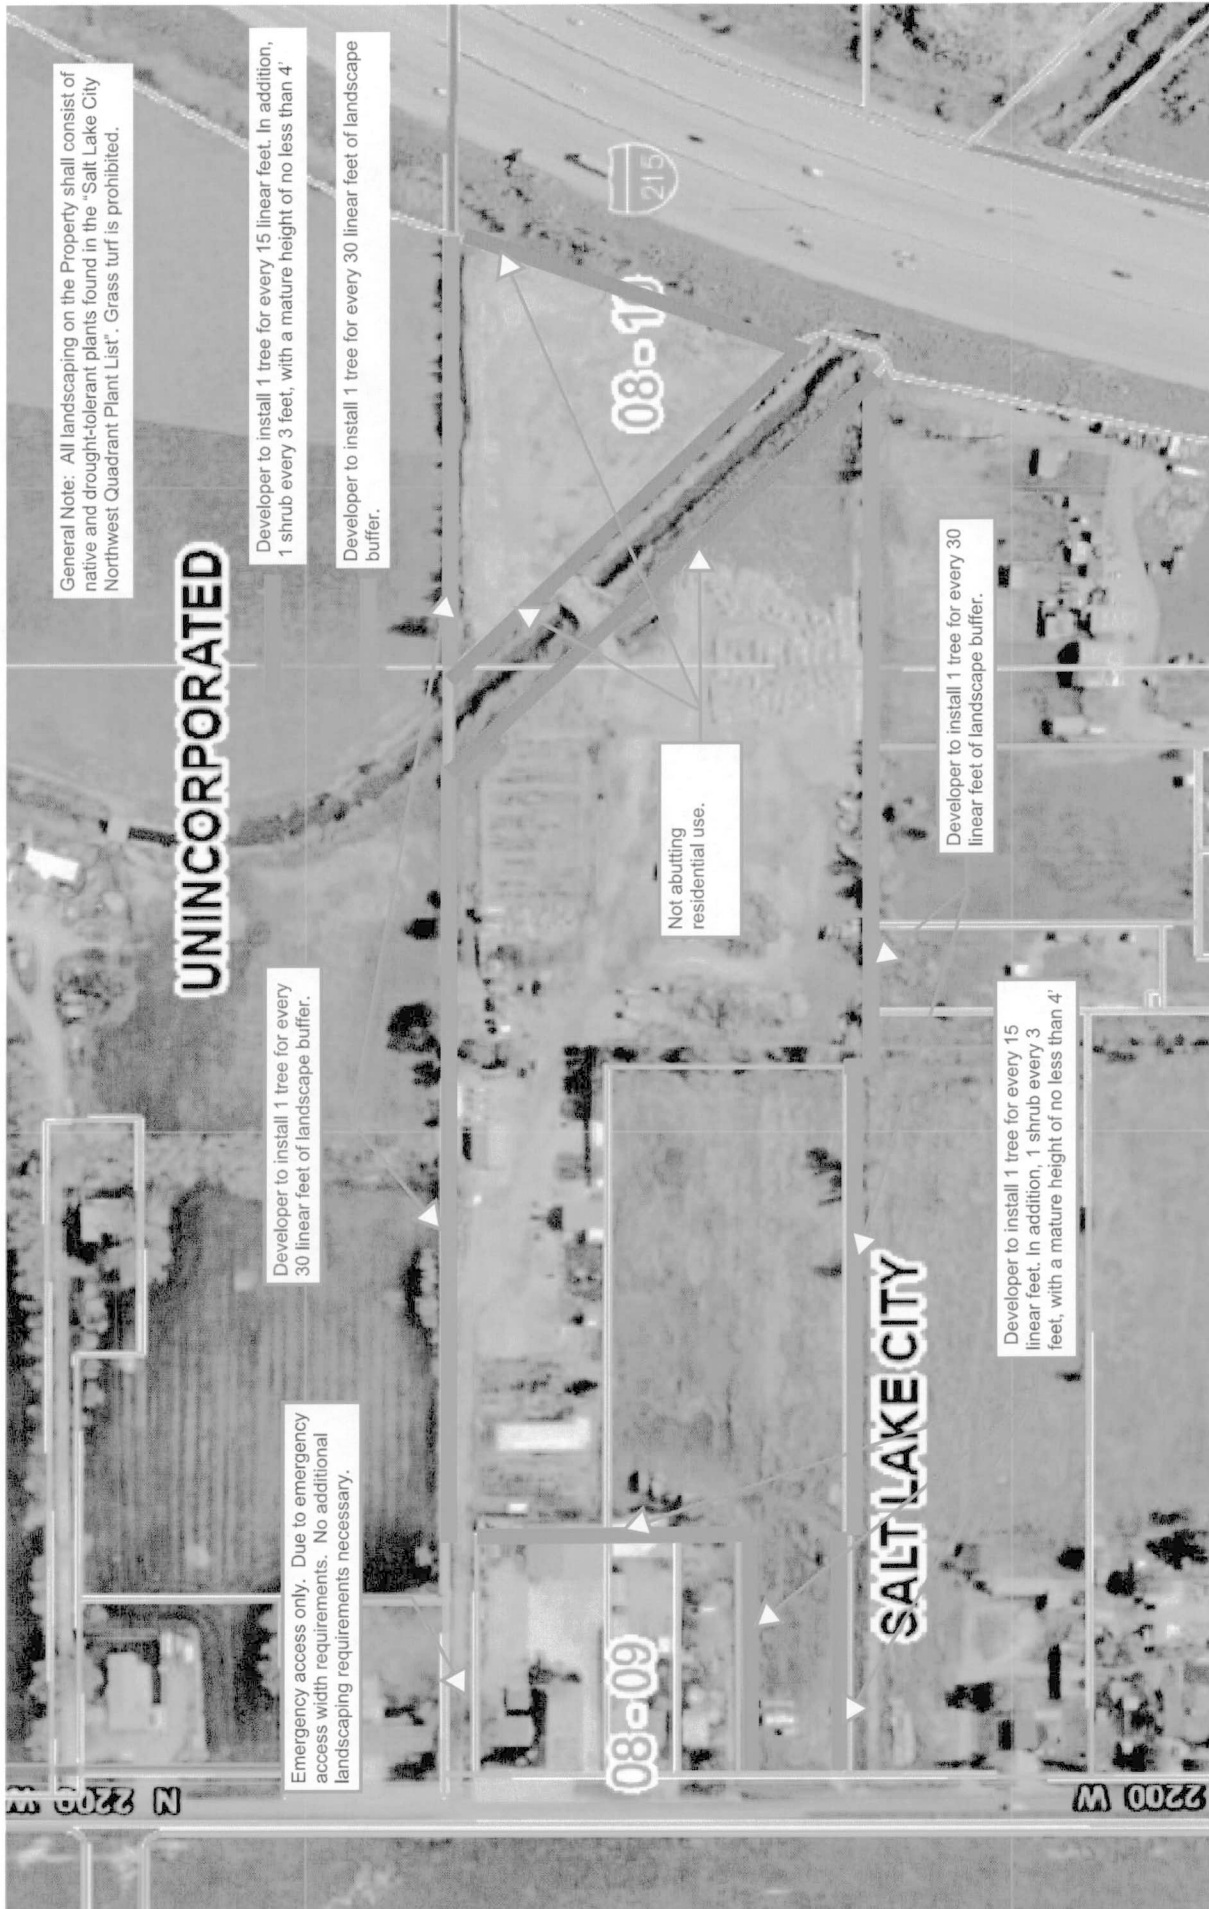 General Note: All landscaping on the Property shall consist of
native and drought-tolerant plants found in the "Salt Lake City
Northwest Quadrant Plant List". Grass turf is prohibited.
Developer to install 1 tree for every 15 linear feet. In addition,
1 shrub every 3 feet, with a mature height of no less than 4'
Developer to install 1 tree for every 30 linear feet of landscape
buffer.
UNINCORPORATED
Developer to install 1 tree for every
30 linear feet of landscape buffer.
Emergency access only. Due to emergency
access width requirements. No additional
landscaping requirements necessary.
N 2200 W
215
08-10
Not abutting
residential use.
08-09
Developer to install 1 tree for every 30
linear feet of landscape buffer.
SALT LAKE CITY
Developer to install 1 tree for every 15
linear feet. In addition, 1 shrub every 3
feet, with a mature height of no less than 4'
2200 W